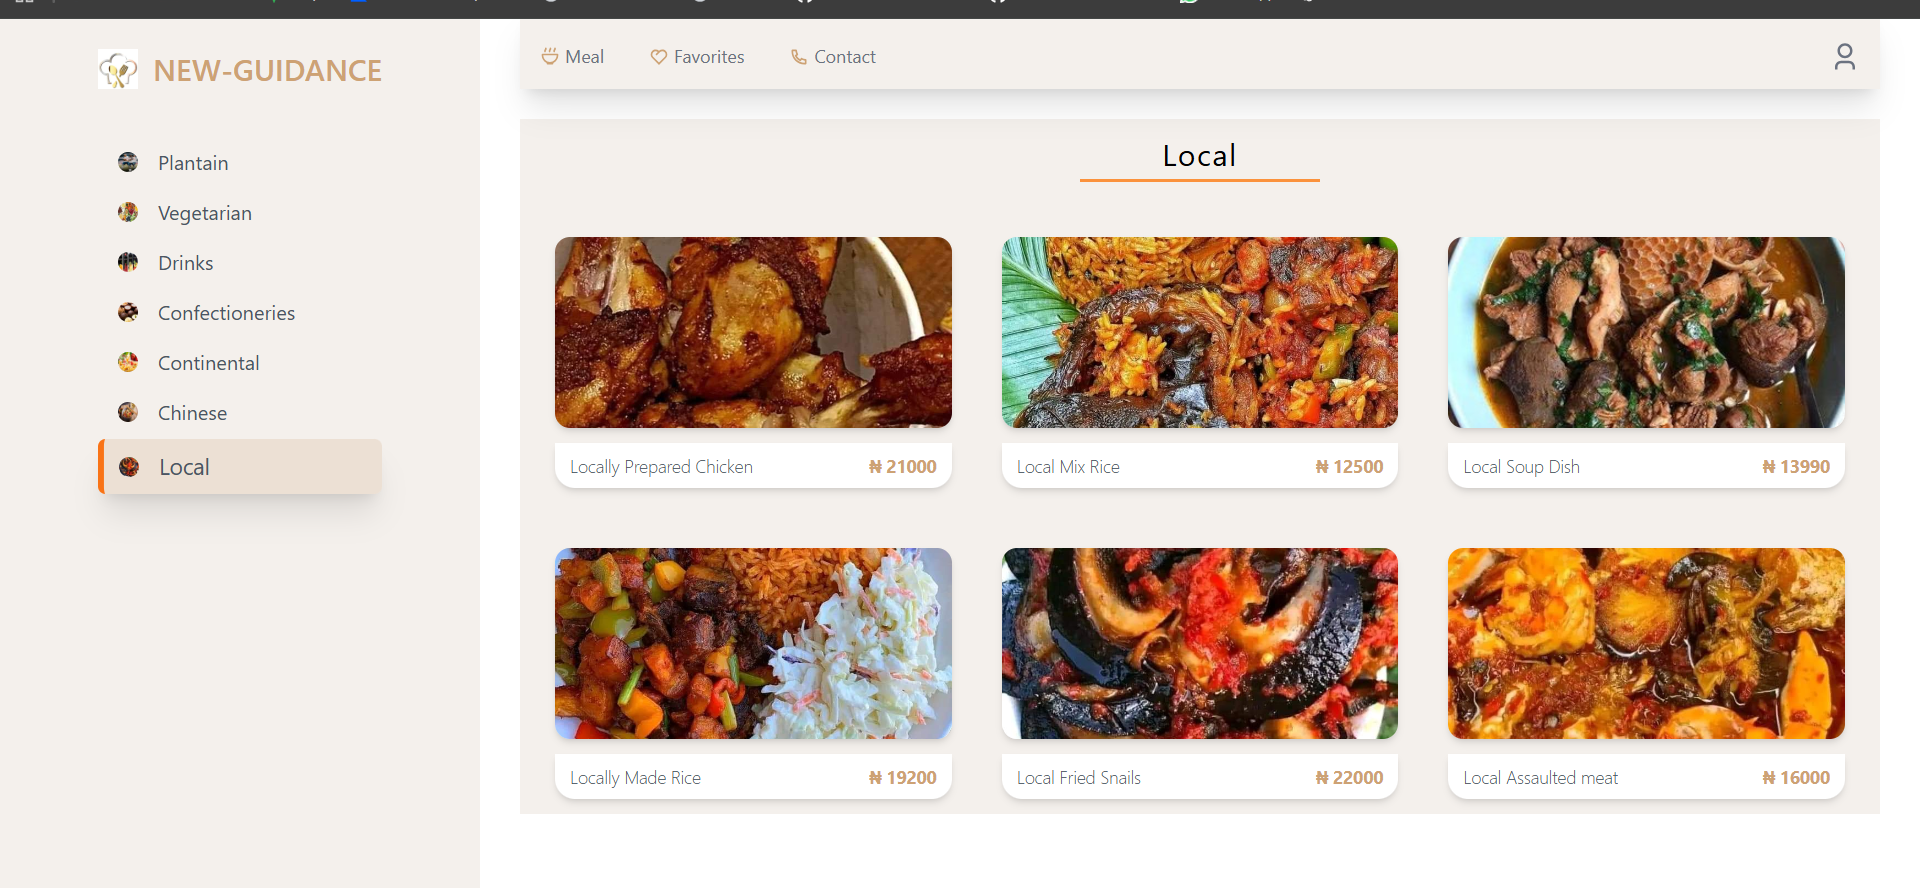 NEW-GUIDANCE
Plantain
Vegetarian
Drinks
Confectioneries
Continental
Chinese
Local
Meal
Favorites
Contact
Local
Locally Prepared Chicken ₦ 21000
Local Mix Rice ₦ 12500
Local Soup Dish ₦ 13990
Locally Made Rice ₦ 19200
Local Fried Snails ₦ 22000
Local Assaulted meat ₦ 16000